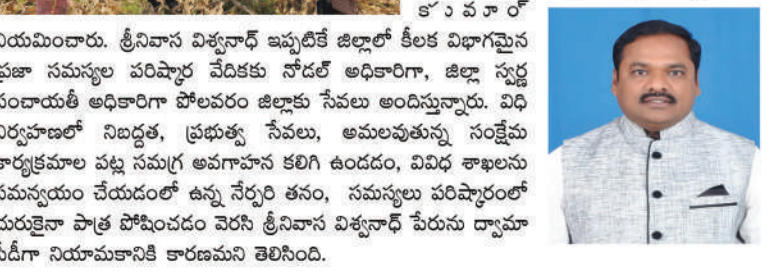 కుమార్
నియమించారు. శ్రీనివాస విశ్వనాధ్ ఇప్పటికే జిల్లాలో కీలక విభాగమైన
ప్రజా సమస్యల పరిష్కార వేదికకు నోడల్ అధికారిగా, జిల్లా స్వర్ణ
పంచాయతీ అధికారిగా పోలవరం జిల్లాకు సేవలు అందిస్తున్నారు. విధి
నిర్వహణలో నిబద్ధత, ప్రభుత్వ సేవలు, అమలవుతున్న సంక్షేమ
కార్యక్రమాల పట్ల సమగ్ర అవగాహన కలిగి ఉండడం, వివిధ శాఖలను
సమన్వయం చేయడంలో ఉన్న నేర్పరి తనం, సమస్యలు పరిష్కారంలో
చురుకైనా పాత్ర పోషించడం వెరసి శ్రీనివాస విశ్వనాధ్ పేరును ద్వామా
పీడీగా నియామకానికి కారణమని తెలిసింది.